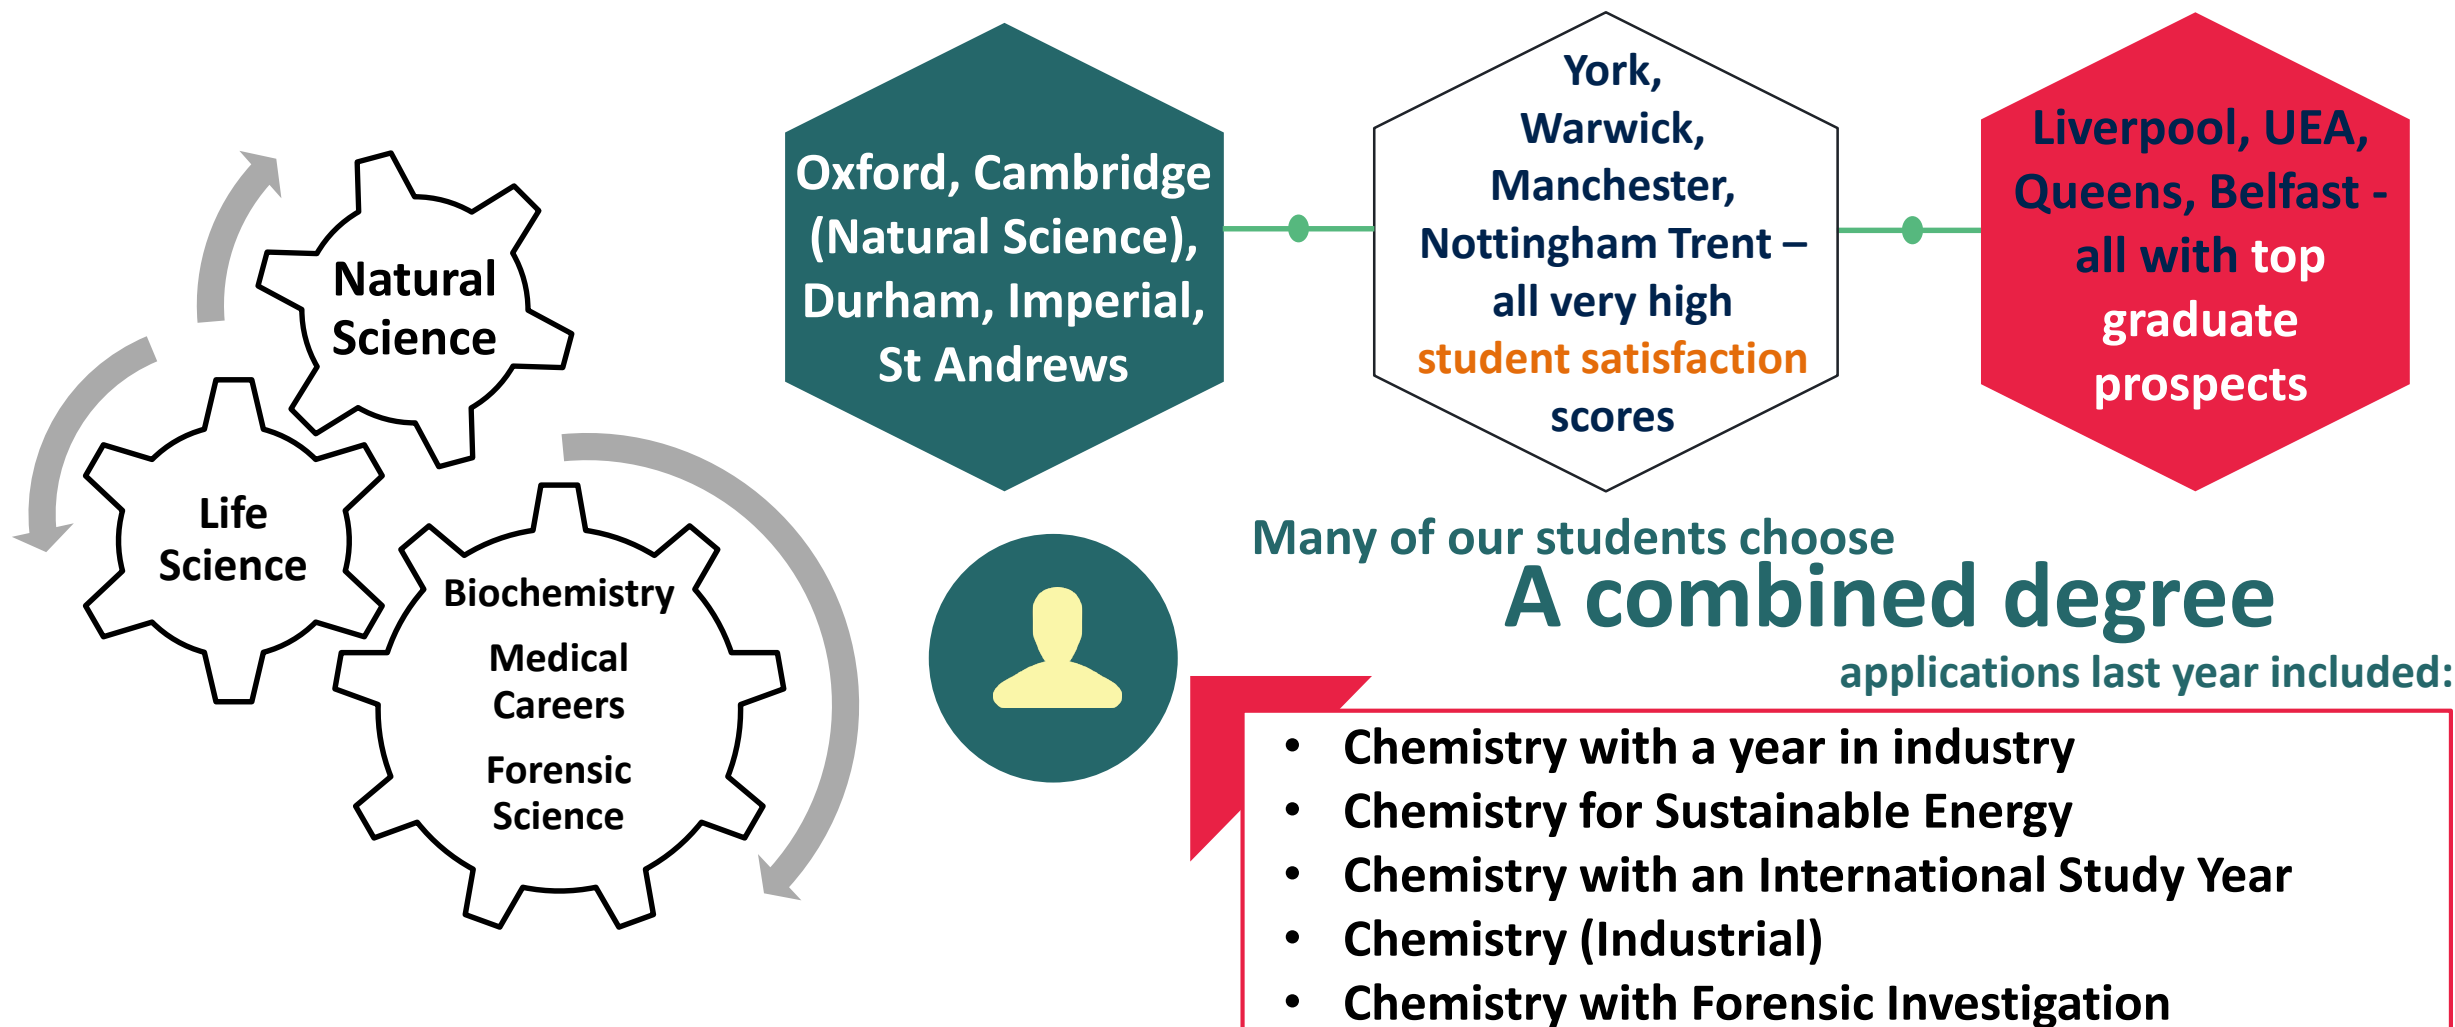 Natural
Science
Life
Science
Biochemistry
Medical
Careers
Forensic
Science
Oxford, Cambridge
(Natural Science),
Durham, Imperial,
St Andrews
York,
Warwick,
Manchester,
Nottingham Trent –
all very high
student satisfaction
scores
Liverpool, UEA,
Queens, Belfast -
all with top
graduate
prospects
Many of our students choose
A combined degree
applications last year included:
• Chemistry with a year in industry
• Chemistry for Sustainable Energy
• Chemistry with an International Study Year
• Chemistry (Industrial)
• Chemistry with Forensic Investigation